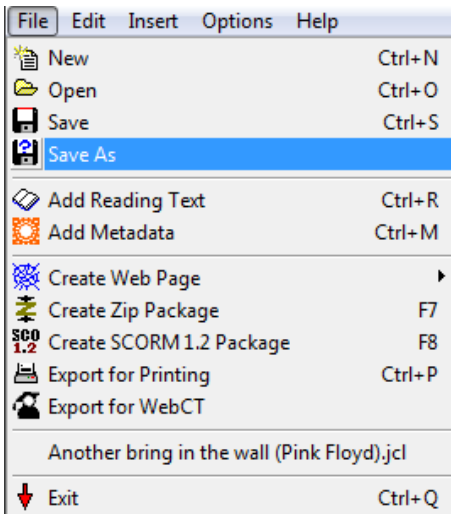 File Edit Insert Options Help
New Ctrl+N
Open Ctrl+O
Save Ctrl+S
Save As
Add Reading Text Ctrl+R
Add Metadata Ctrl+M
Create Web Page
Create Zip Package F7
SCO 1.2 Create SCORM 1.2 Package F8
Export for Printing Ctrl+P
Export for WebCT
Another bring in the wall (Pink Floyd).jcl
Exit Ctrl+Q